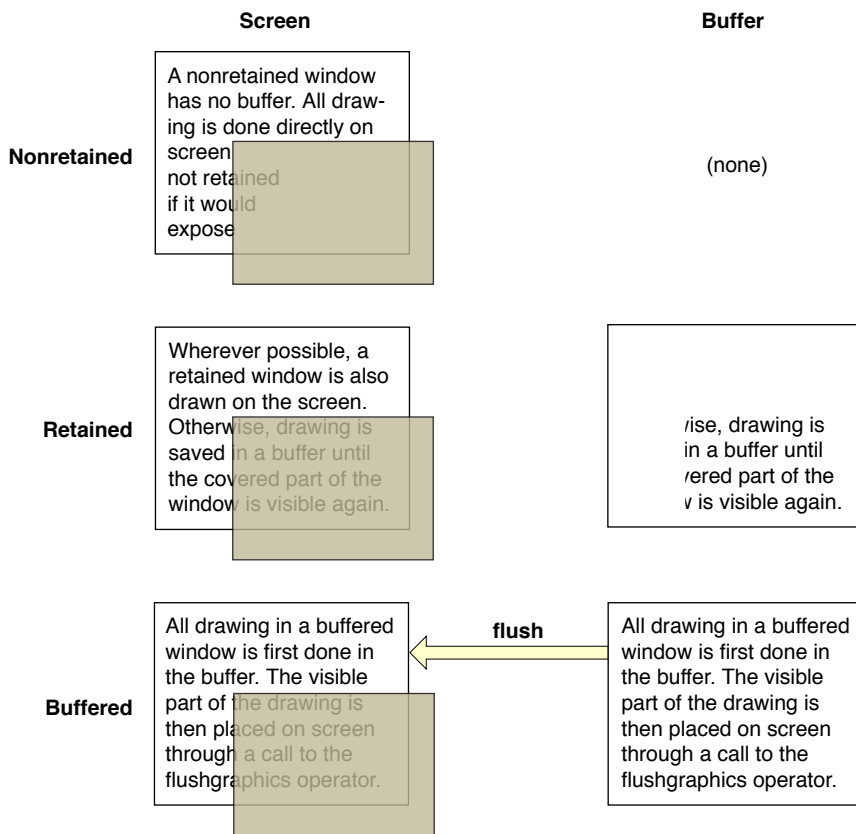 Screen
Buffer
Nonretained
A nonretained window
has no buffer. All draw-
ing is done directly on
screen
not retained
if it would
expose
(none)
Retained
Wherever possible, a
retained window is also
drawn on the screen.
Otherwise, drawing is
saved in a buffer until
the covered part of the
window is visible again.
wise, drawing is
in a buffer until
vered part of the
w is visible again.
Buffered
All drawing in a buffered
window is first done in
the buffer. The visible
part of the drawing is
then placed on screen
through a call to the
flushgraphics operator.
flush
All drawing in a buffered
window is first done in
the buffer. The visible
part of the drawing is
then placed on screen
through a call to the
flushgraphics operator.